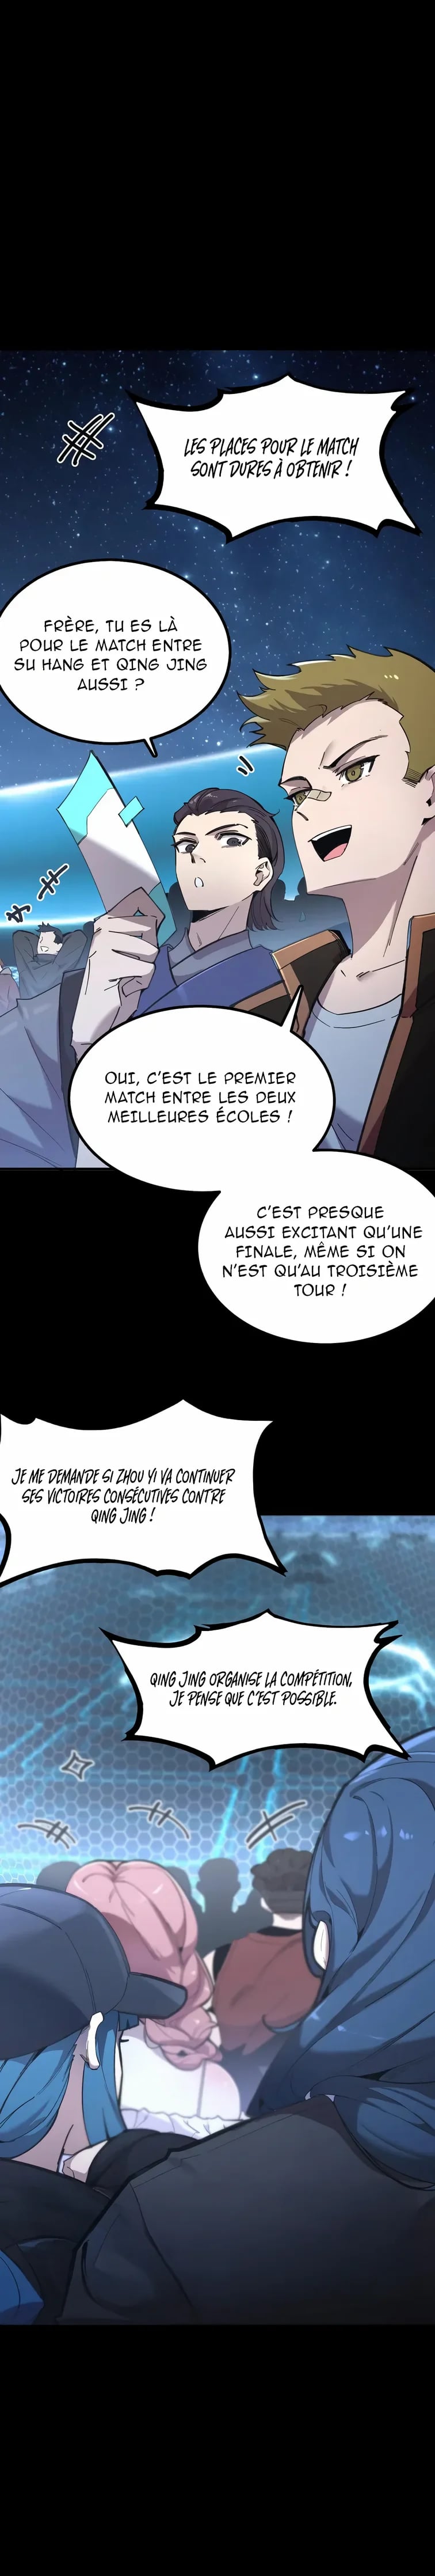 LES PLACES POUR LE MATCH
SONT DURES À OBTENIR !
FRÈRE, TU ES LÀ
POUR LE MATCH ENTRE
SU HANG ET QING JING
AUSSI ?
OUI, C'EST LE PREMIER
MATCH ENTRE LES DEUX
MEILLEURES ÉCOLES !
C'EST PRESQUE
AUSSI EXCITANT QU'UNE
FINALE, MÊME SI ON
N'EST QU'AU TROISIÈME
TOUR !
JE ME DEMANDE SI ZHOU YI VA CONTINUER
SES VICTOIRES CONSÉCUTIVES CONTRE
QING JING !
QING JING ORGANISE LA COMPÉTITION,
JE PENSE QUE C'EST POSSIBLE.